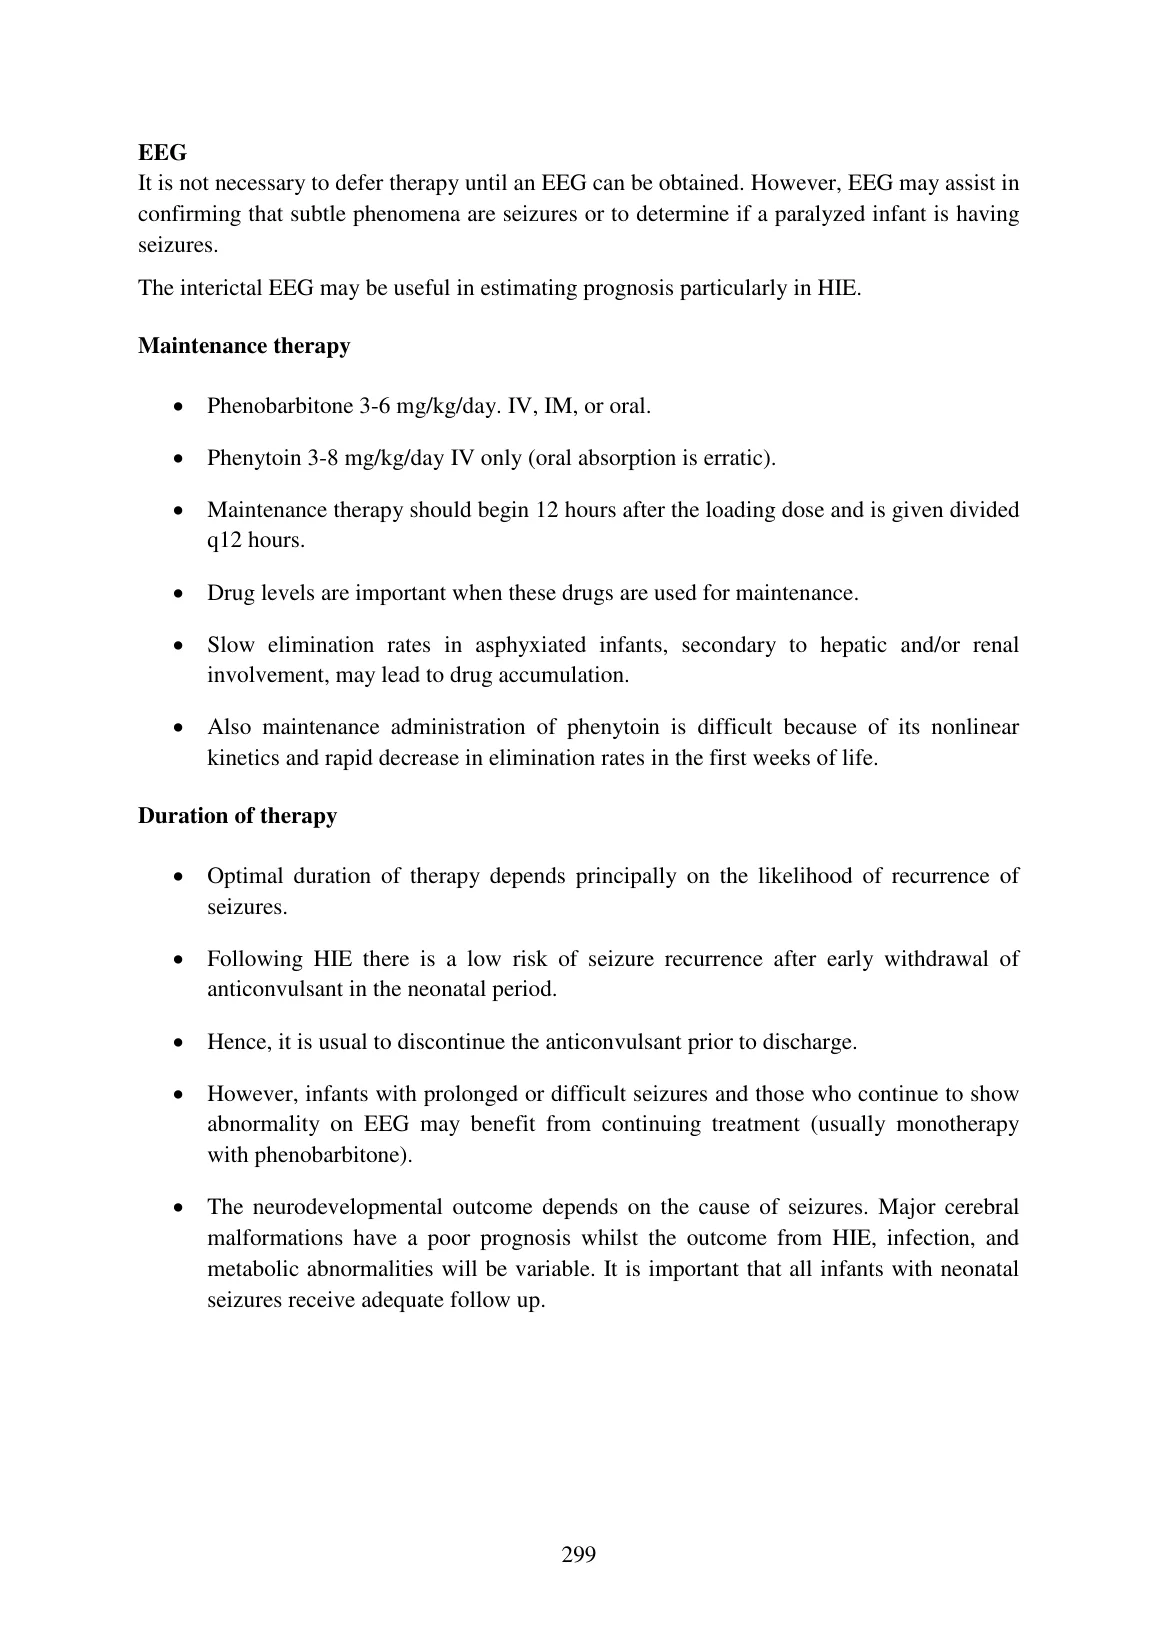 EEG
It is not necessary to defer therapy until an EEG can be obtained. However, EEG may assist in
confirming that subtle phenomena are seizures or to determine if a paralyzed infant is having
seizures.
The interictal EEG may be useful in estimating prognosis particularly in HIE.
Maintenance therapy
• Phenobarbitone 3-6 mg/kg/day. IV, IM, or oral.
• Phenytoin 3-8 mg/kg/day IV only (oral absorption is erratic).
• Maintenance therapy should begin 12 hours after the loading dose and is given divided
q12 hours.
• Drug levels are important when these drugs are used for maintenance.
• Slow elimination rates in asphyxiated infants, secondary to hepatic and/or renal
involvement, may lead to drug accumulation.
• Also maintenance administration of phenytoin is difficult because of its nonlinear
kinetics and rapid decrease in elimination rates in the first weeks of life.
Duration of therapy
• Optimal duration of therapy depends principally on the likelihood of recurrence of
seizures.
• Following HIE there is a low risk of seizure recurrence after early withdrawal of
anticonvulsant in the neonatal period.
• Hence, it is usual to discontinue the anticonvulsant prior to discharge.
• However, infants with prolonged or difficult seizures and those who continue to show
abnormality on EEG may benefit from continuing treatment (usually monotherapy
with phenobarbitone).
• The neurodevelopmental outcome depends on the cause of seizures. Major cerebral
malformations have a poor prognosis whilst the outcome from HIE, infection, and
metabolic abnormalities will be variable. It is important that all infants with neonatal
seizures receive adequate follow up.
299